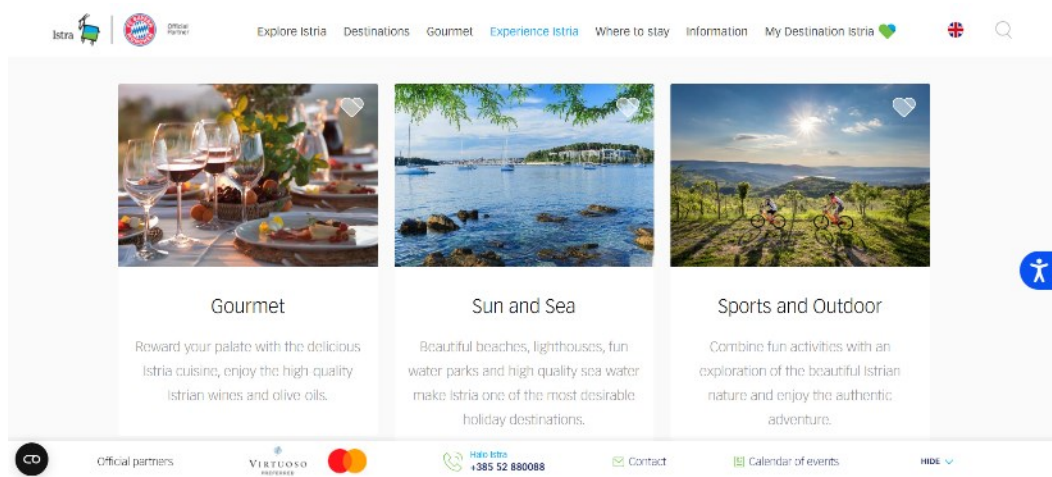 Istra
Official
Partner
Explore Istria Destinations Gourmet Experience Istria Where to stay Information My Destination Istria
Gourmet
Reward your palate with the delicious
Istria cuisine, enjoy the high-quality
Istrian wines and olive oils.
Sun and Sea
Beautiful beaches, lighthouses, fun
water parks and high quality sea water
make Istria one of the most desirable
holiday destinations.
Sports and Outdoor
Combine fun activities with an
exploration of the beautiful Istrian
nature and enjoy the authentic
adventure.
Official partners
VIRTUOSO
PREFERRED
Halo Istra
+385 52 880088
Contact
Calendar of events
HIDE